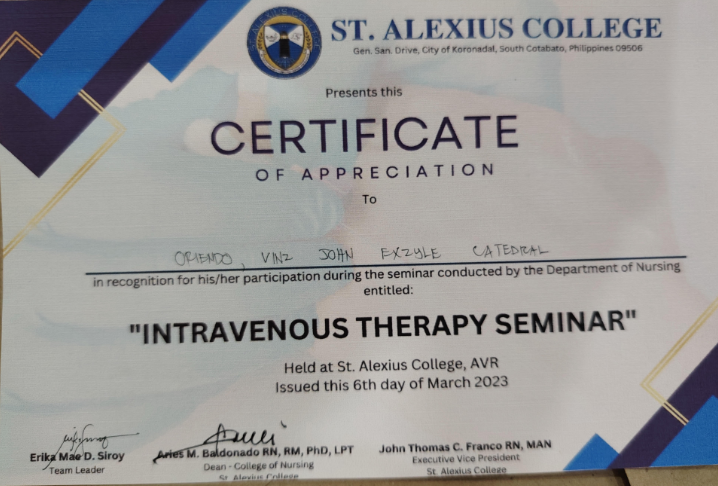 ST. ALEXIUS COLLEGE
Gen. San. Drive, City of Koronadal, South Cotabato, Philippines 09506
Presents this
CERTIFICATE
OF APPRECIATION
To
ORIENDO, VINZ JOHN EXZYLE CATEDRAL
in recognition for his/her participation during the seminar conducted by the Department of Nursing
entitled:
"INTRAVENOUS THERAPY SEMINAR"
Held at St. Alexius College, AVR
Issued this 6th day of March 2023
Erika Mae D. Siroy
Team Leader
Aries M. Baldonado RN, RM, PhD, LPT
Dean - College of Nursing
St. Alexius College
John Thomas C. Franco RN, MAN
Executive Vice President
St. Alexius College